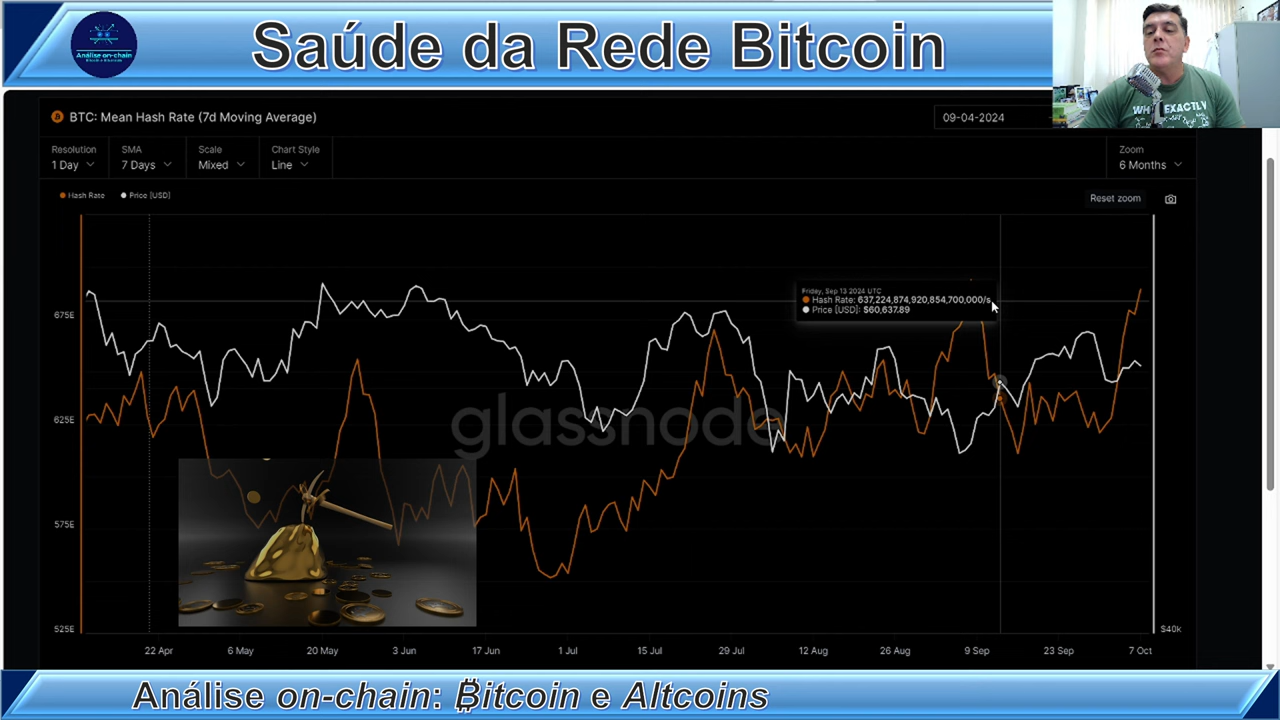 Saúde da Rede Bitcoin
Análise on-chain
BTC: Mean Hash Rate (7d Moving Average)
09-04-2024
Resolution
1 Day
SMA
7 Days
Scale
Mixed
Chart Style
Line
Zoom
6 Months
Hash Rate
Price [USD]
Reset zoom
675E
625E
575E
525E
$40k
Friday, Sep 13 2024 UTC
Hash Rate: 637,224,874,920,854,700,000/s
Price [USD]: $60,637.89
glassnode
22 Apr
6 May
20 May
3 Jun
17 Jun
1 Jul
15 Jul
29 Jul
12 Aug
26 Aug
9 Sep
23 Sep
7 Oct
Análise on-chain: ₿itcoin e Altcoins